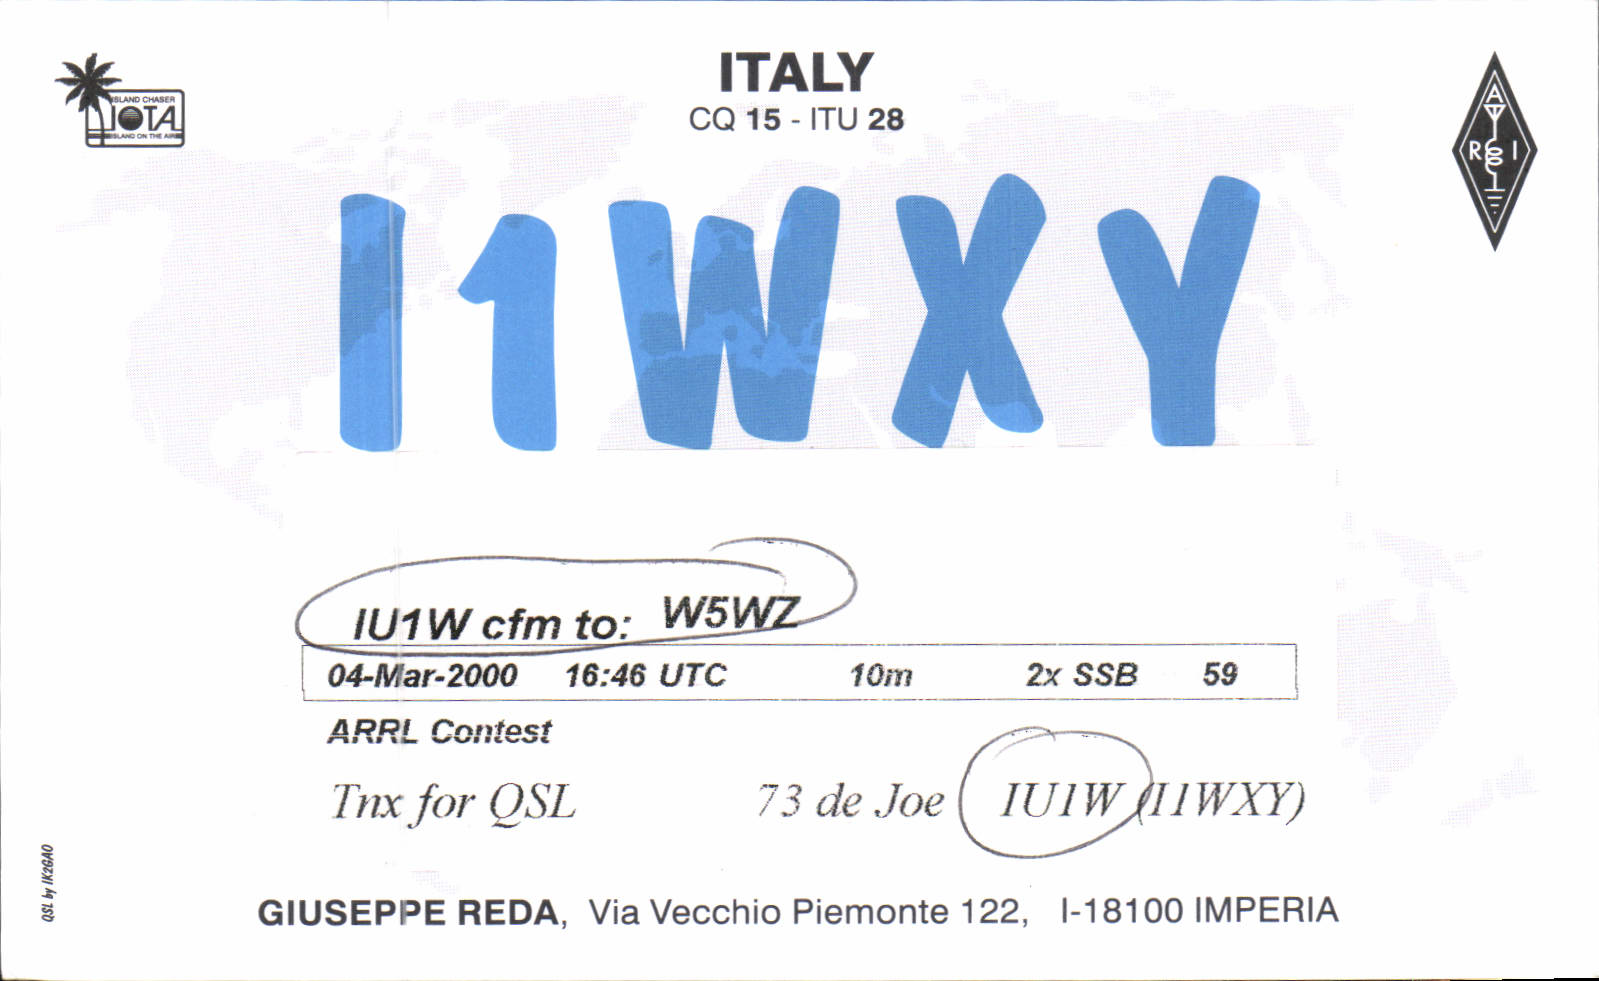 ITALY
CQ 15 - ITU 28
ISLAND CHASER
IOTA
ISLAND ON THE AIR
A
R I
I1WXY
IU1W cfm to: W5WZ
04-Mar-2000 16:46 UTC 10m 2x SSB 59
ARRL Contest
Tnx for QSL 73 de Joe IU1W (I1WXY)
QSL by IK2GAO
GIUSEPPE REDA, Via Vecchio Piemonte 122, I-18100 IMPERIA